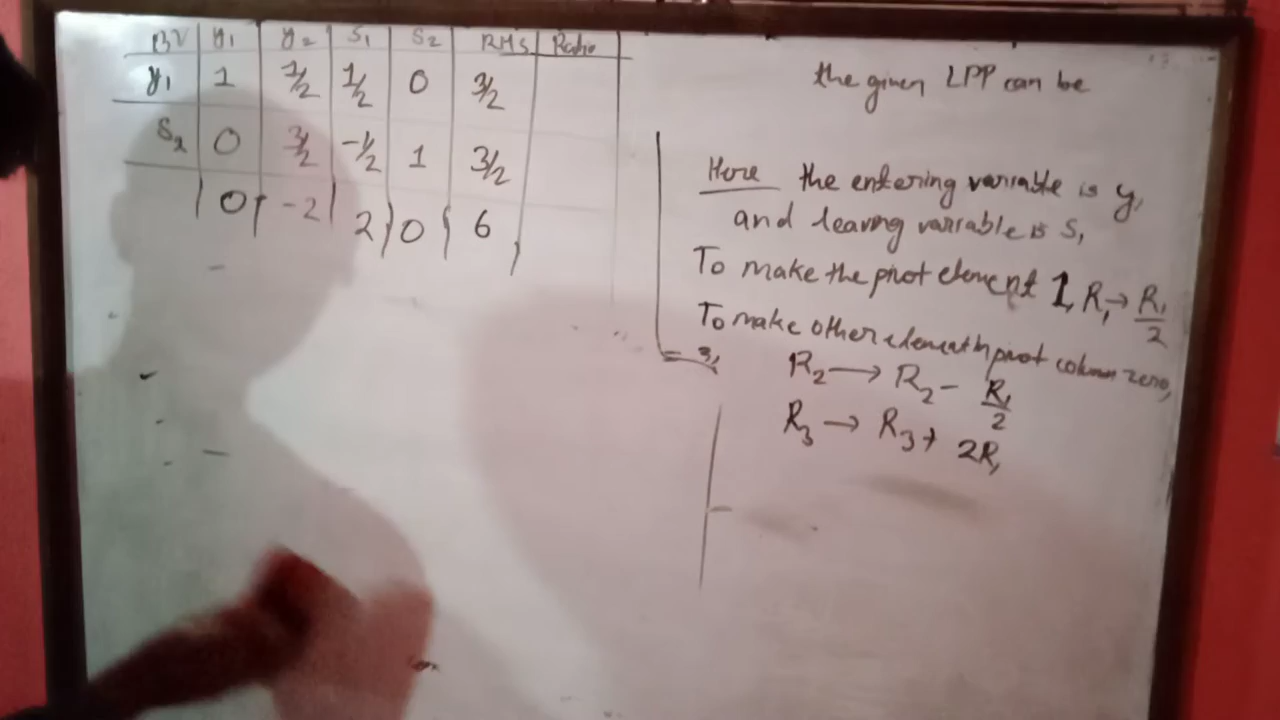 BV y₁ y₂ S₁ S₂ RHS Ratio
y₁ 1 1/2 1/2 0 3/2
S₂ 0 3/2 -1/2 1 3/2
0 -2 2 0 6
the given LPP can be
Here the entering variable is y₁
and leaving variable is S₁
To make the pivot element 1, R₁→ R₁/2
To make other element in pivot column zero,
R₂ → R₂ - R₁/2
R₃ → R₃ + 2R₁